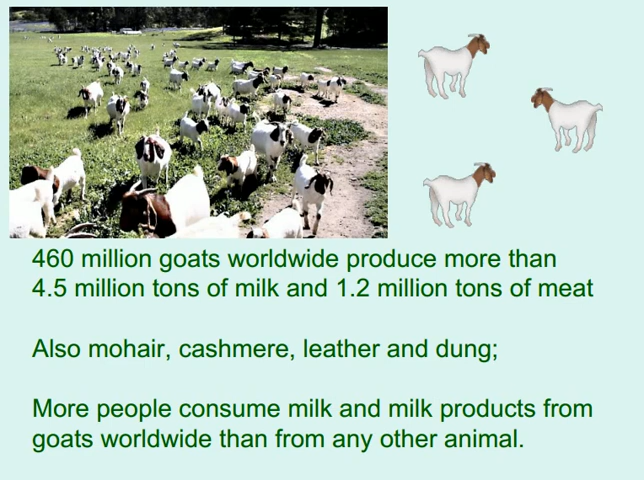 460 million goats worldwide produce more than
4.5 million tons of milk and 1.2 million tons of meat
Also mohair, cashmere, leather and dung;
More people consume milk and milk products from
goats worldwide than from any other animal.